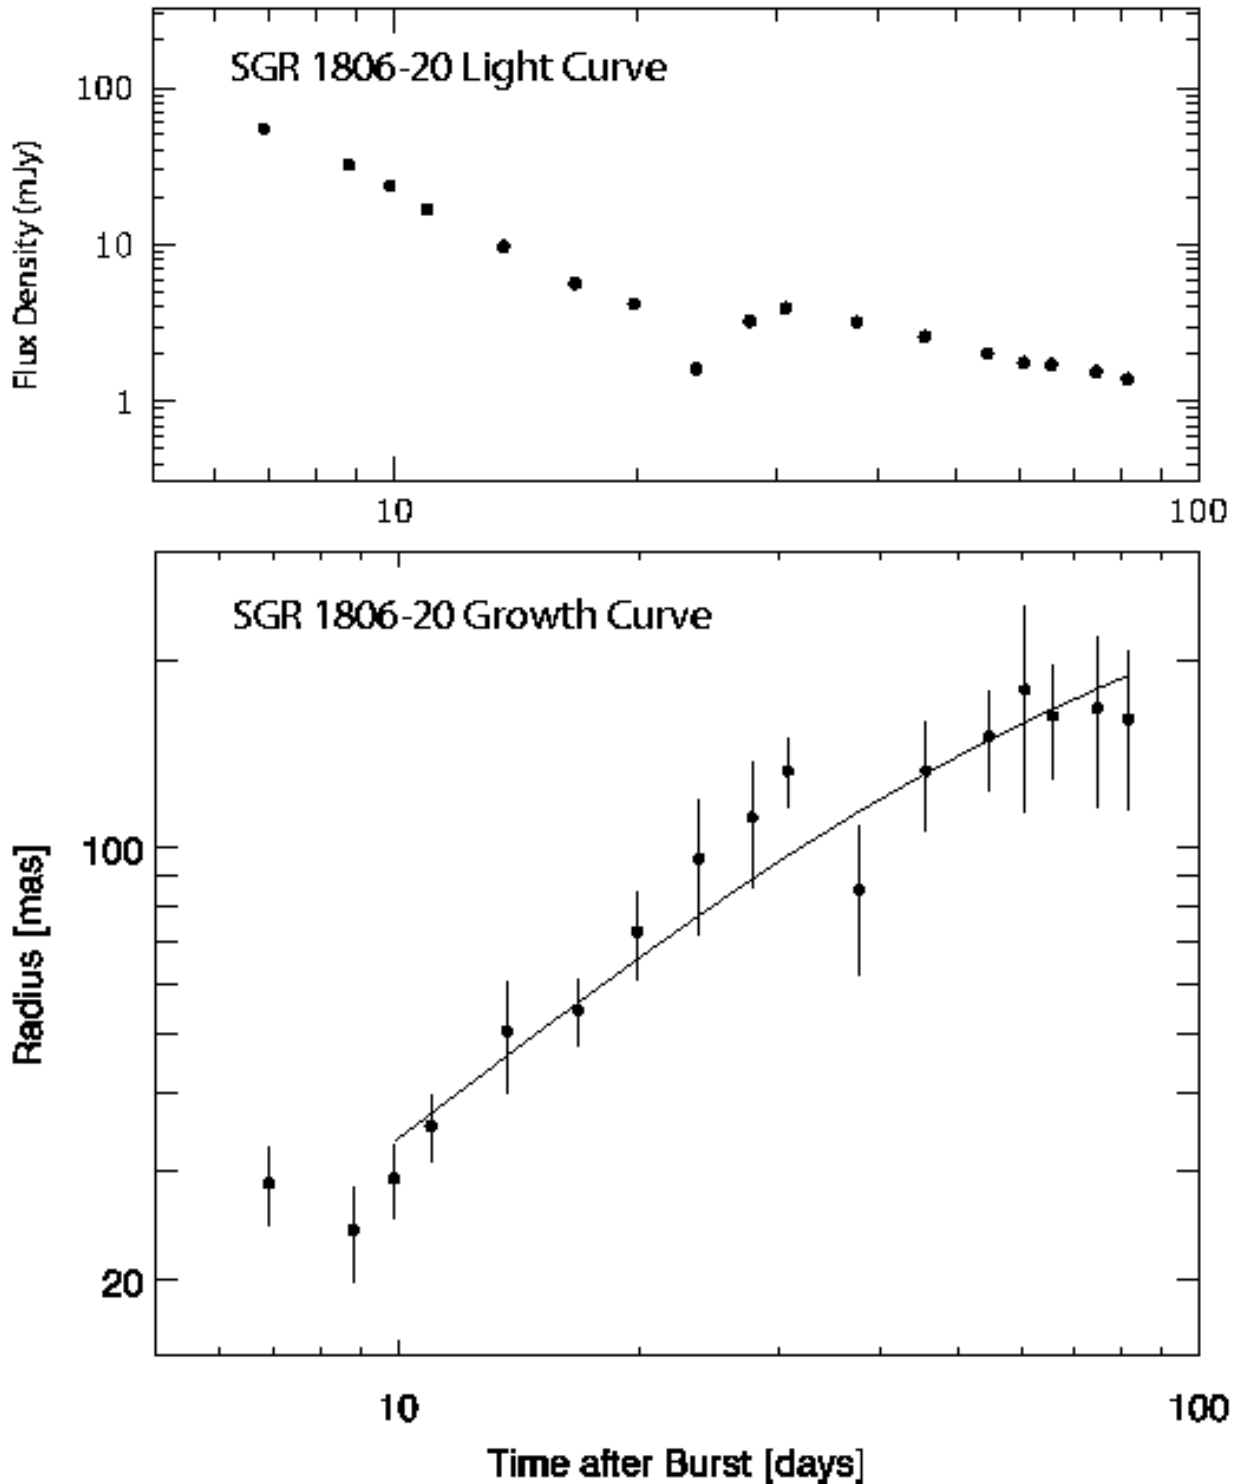 SGR 1806-20 Light Curve
100
10
1
Flux Density (mJy)
10 100
SGR 1806-20 Growth Curve
100
20
Radius [mas]
10 100
Time after Burst [days]